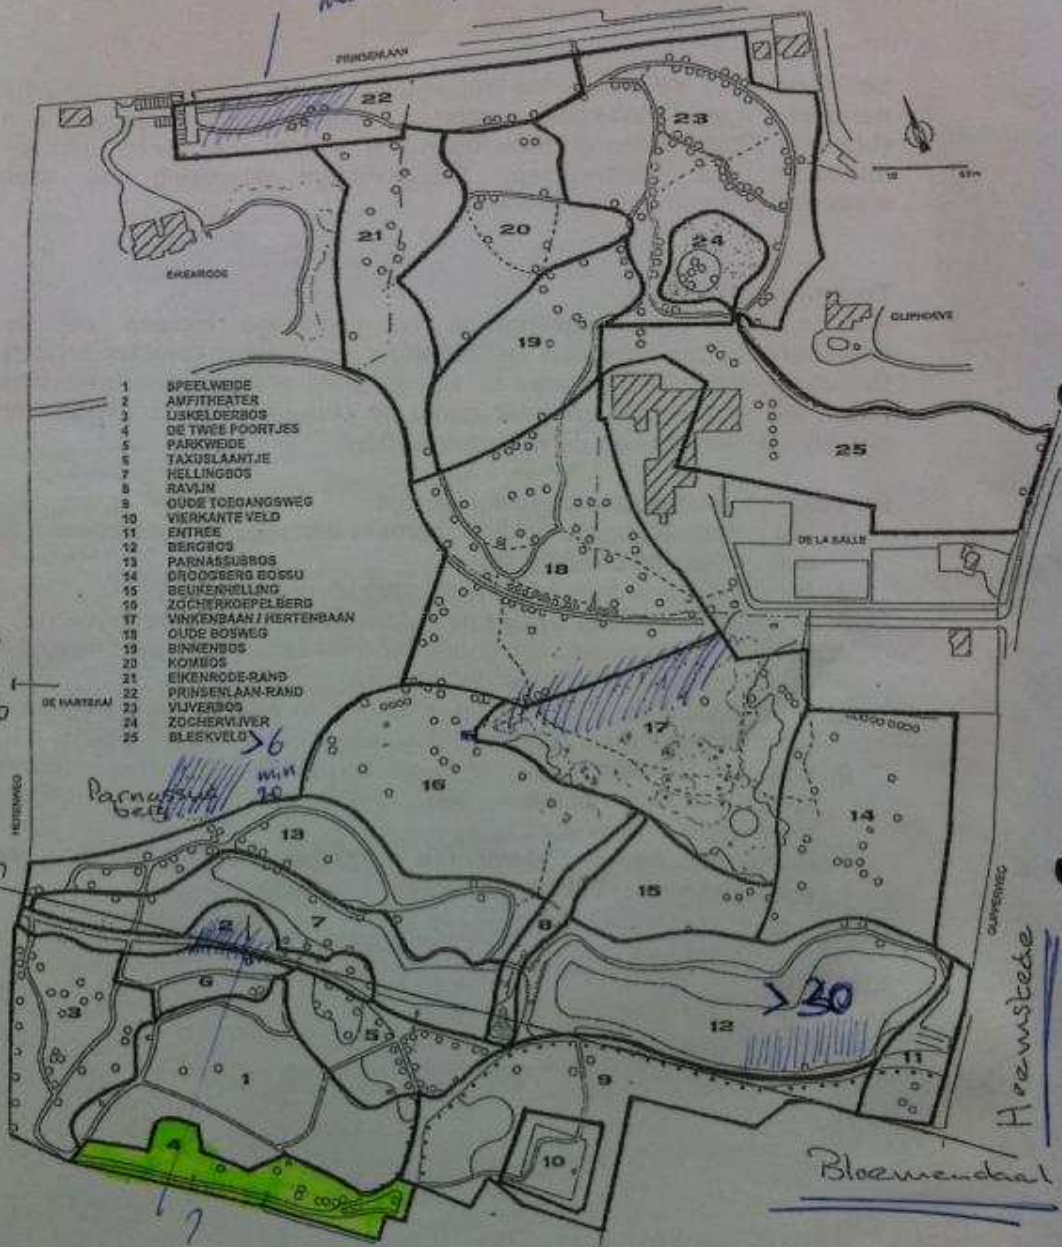 PRINSENLAAN
22
23
21
20
24
EIKENRODE
GLIPHOEVE
19
1 SPEELWEIDE
2 AMFITHEATER
3 IJSKELDERBOS
4 DE TWEE POORTJES
5 PARKWEIDE
6 TAXUSLAANTJE
7 HELLINGBOS
8 RAVIJN
9 OUDE TOEGANGSWEG
10 VIERKANTE VELD
11 ENTREE
12 BERGBOS
13 PARNASSUSBOS
14 DROOGBERG BOSSU
15 BEUKENHELLING
16 ZOCHERKOEPELBERG
17 VINKENBAAN / HERTENBAAN
18 OUDE BOSWEG
19 BINNENBOS
20 KOMBOS
21 EIKENRODE-RAND
22 PRINSENLAAN-RAND
23 VIJVERBOS
24 ZOCHERVIJVER
25 BLEEKVELD
25
DE LA SALLE
18
DE HARTEKAMP
>6
min
20
Parnassus
berg
17
16
14
HERENWEG
13
15
GLIPPERWEG
2
7
8
6
3
5
>30
12
11
1
9
Heemstede
4
10
Bloemendaal
?